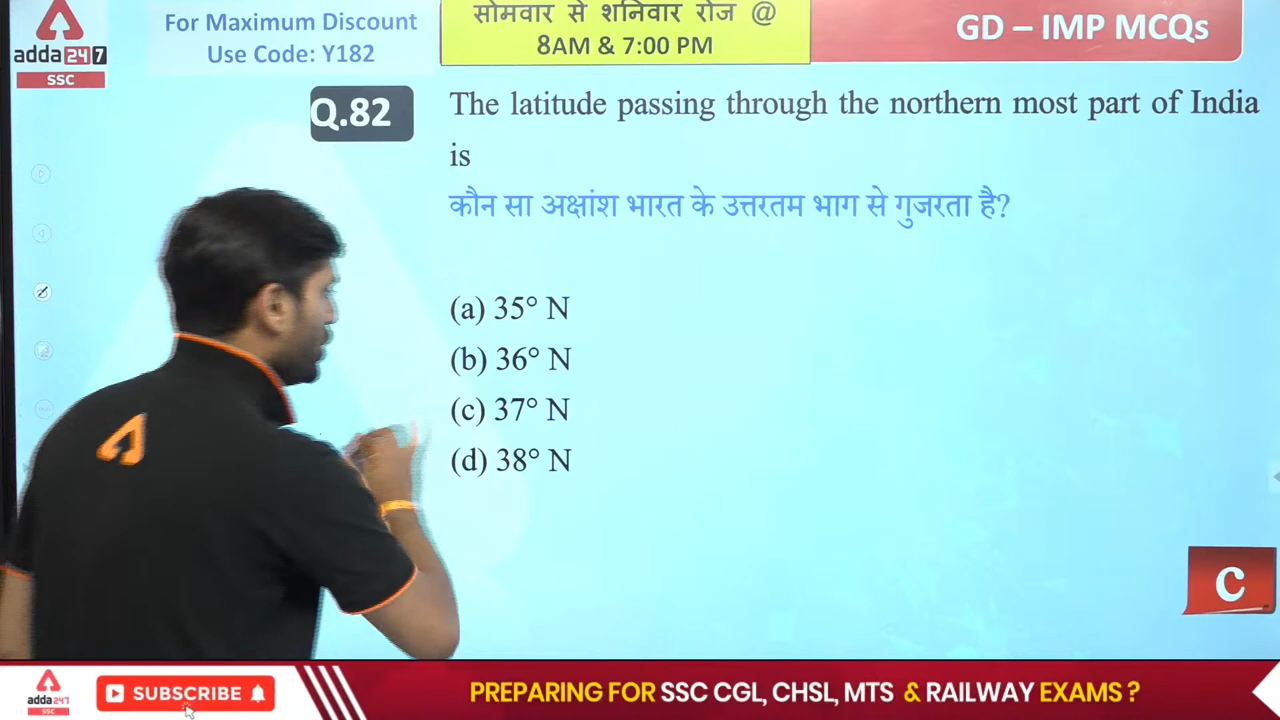 For Maximum Discount
Use Code: Y182
सोमवार से शनिवार रोज @
8AM & 7:00 PM
GD – IMP MCQs
adda247
SSC
Q.82
The latitude passing through the northern most part of India
is
कौन सा अक्षांश भारत के उत्तरतम भाग से गुजरता है?
(a) 35° N
(b) 36° N
(c) 37° N
(d) 38° N
C
adda247
SSC
SUBSCRIBE
PREPARING FOR SSC CGL, CHSL, MTS & RAILWAY EXAMS ?